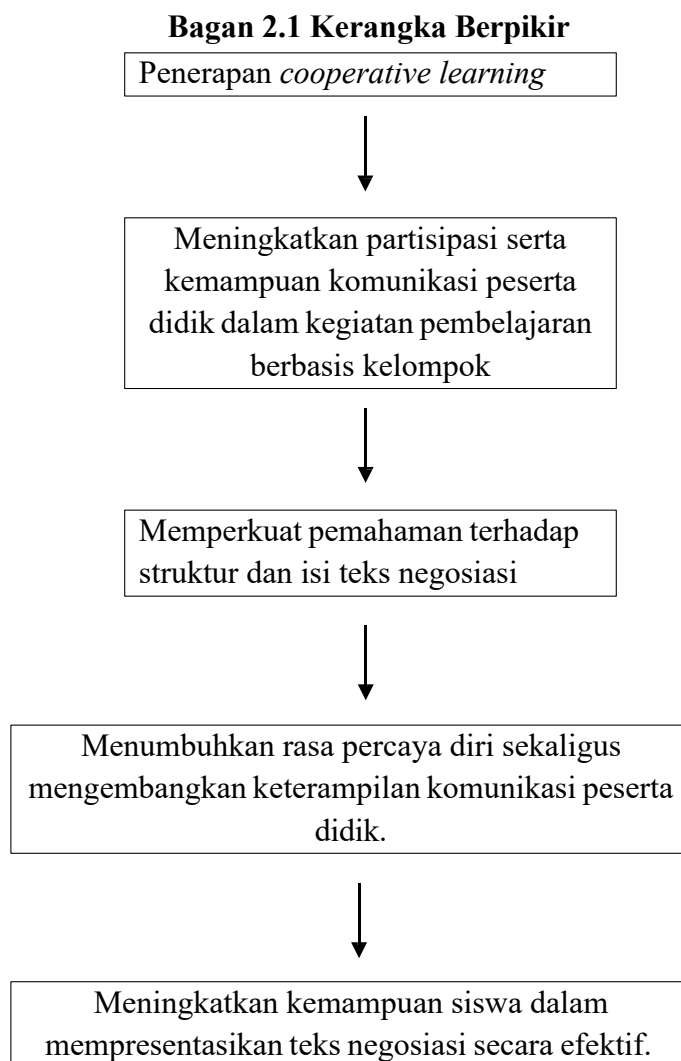 Bagan 2.1 Kerangka Berpikir
Penerapan cooperative learning
Meningkatkan partisipasi serta
kemampuan komunikasi peserta
didik dalam kegiatan pembelajaran
berbasis kelompok
Memperkuat pemahaman terhadap
struktur dan isi teks negosiasi
Menumbuhkan rasa percaya diri sekaligus
mengembangkan keterampilan komunikasi peserta
didik.
Meningkatkan kemampuan siswa dalam
mempresentasikan teks negosiasi secara efektif.